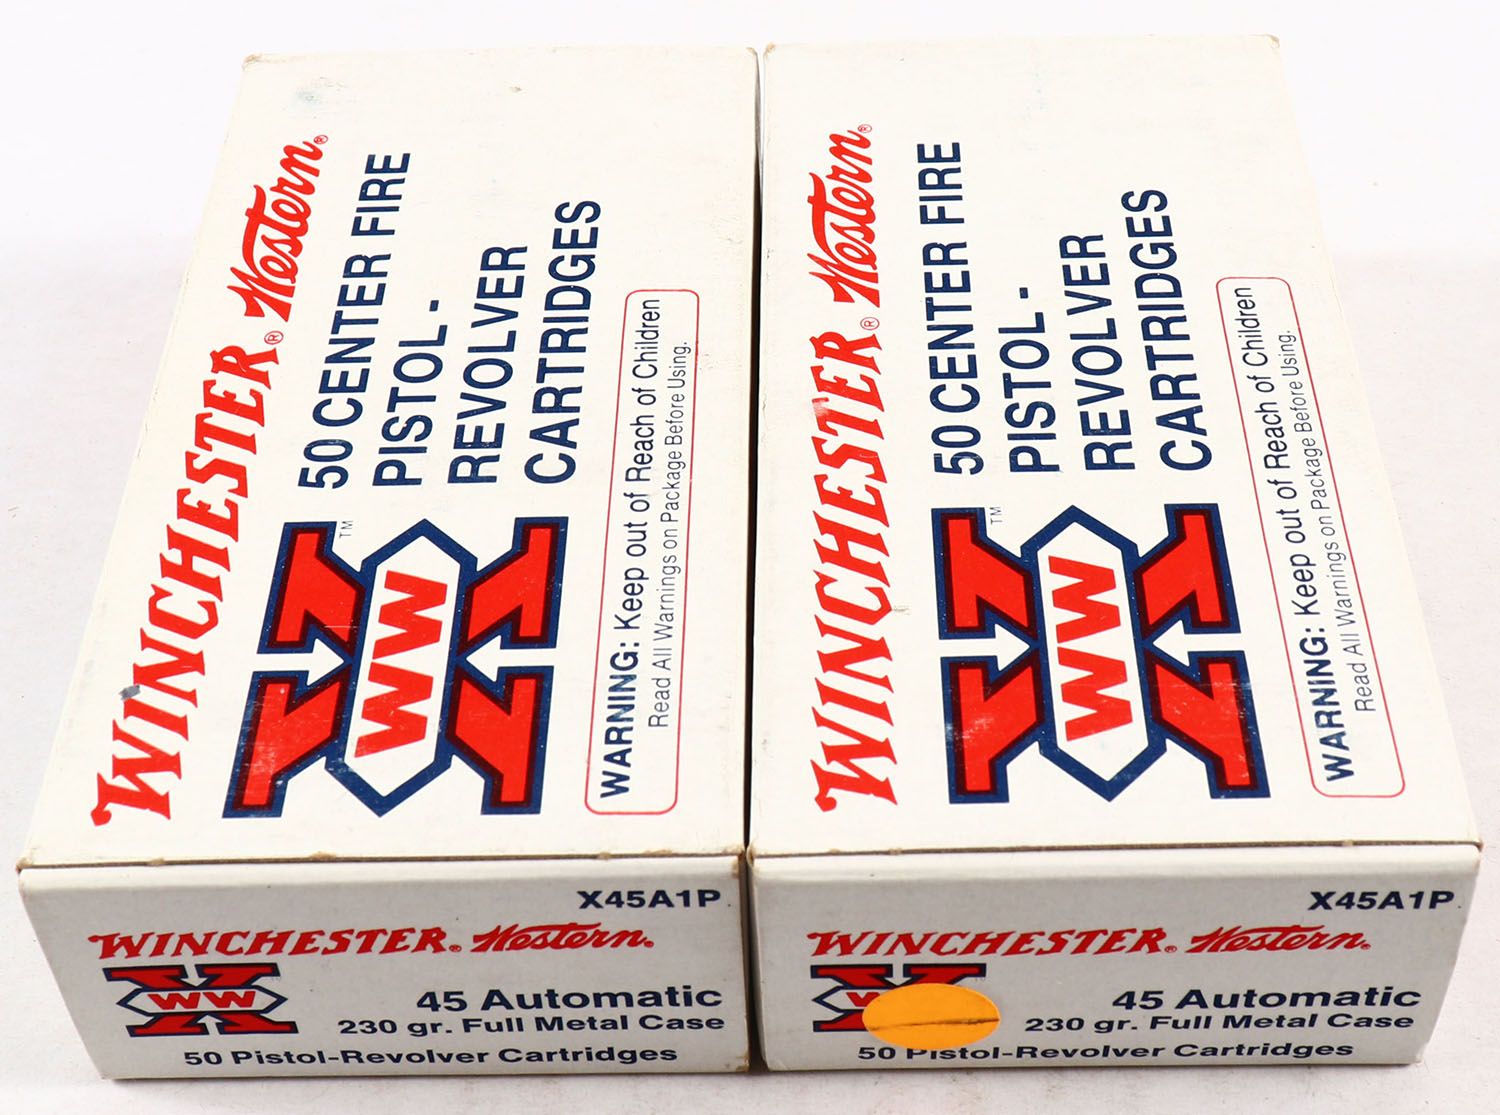 WINCHESTER® Western®
50 CENTER FIRE
PISTOL -
REVOLVER
CARTRIDGES
TM
WW
WARNING: Keep out of Reach of Children
Read All Warnings on Package Before Using.
X45A1P
WINCHESTER® Western®
WW
45 Automatic
230 gr. Full Metal Case
50 Pistol-Revolver Cartridges
WINCHESTER® Western®
50 CENTER FIRE
PISTOL -
REVOLVER
CARTRIDGES
TM
WW
WARNING: Keep out of Reach of Children
Read All Warnings on Package Before Using.
X45A1P
WINCHESTER® Western®
W
45 Automatic
230 gr. Full Metal Case
50 Pistol-Revolver Cartridges